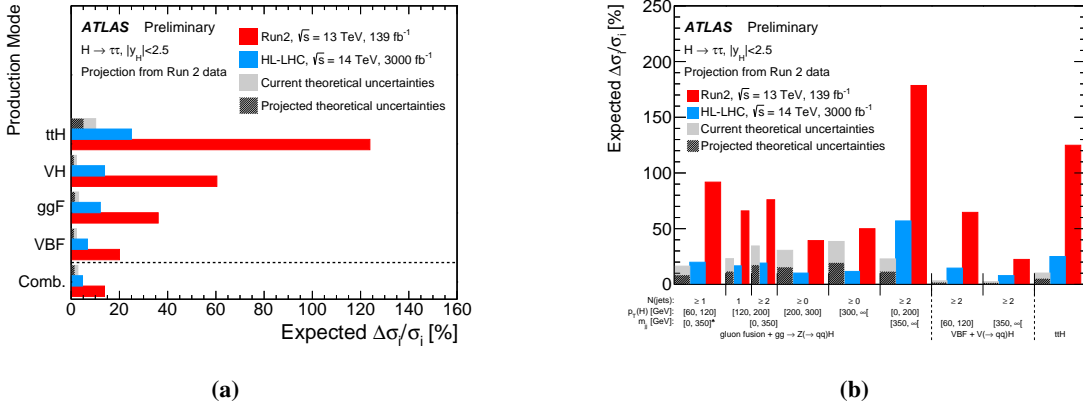 ATLAS Preliminary
H → ττ, |y_H|<2.5
Projection from Run 2 data
Run2, √s = 13 TeV, 139 fb⁻¹
HL-LHC, √s = 14 TeV, 3000 fb⁻¹
Current theoretical uncertainties
Projected theoretical uncertainties
Production Mode
ttH
VH
ggF
VBF
Comb.
0 20 40 60 80 100 120 140 160
Expected Δσ_i/σ_i [%]
(a)
Expected Δσ_i/σ_i [%]
250
200
150
100
50
0
ATLAS Preliminary
H → ττ, |y_H|<2.5
Projection from Run 2 data
Run2, √s = 13 TeV, 139 fb⁻¹
HL-LHC, √s = 14 TeV, 3000 fb⁻¹
Current theoretical uncertainties
Projected theoretical uncertainties
N(jets): ≥ 1 1 ≥ 2 ≥ 0 ≥ 0 ≥ 2 ≥ 2 ≥ 2
p_T(H) [GeV]: [60, 120] [120, 200] [200, 300] [300, ∞[ [0, 200]
m_jj [GeV]: [0, 350]* [0, 350] [350, ∞[ [60, 120] [350, ∞[
gluon fusion + gg → Z(→ qq)H VBF + V(→ qq)H ttH
(b)